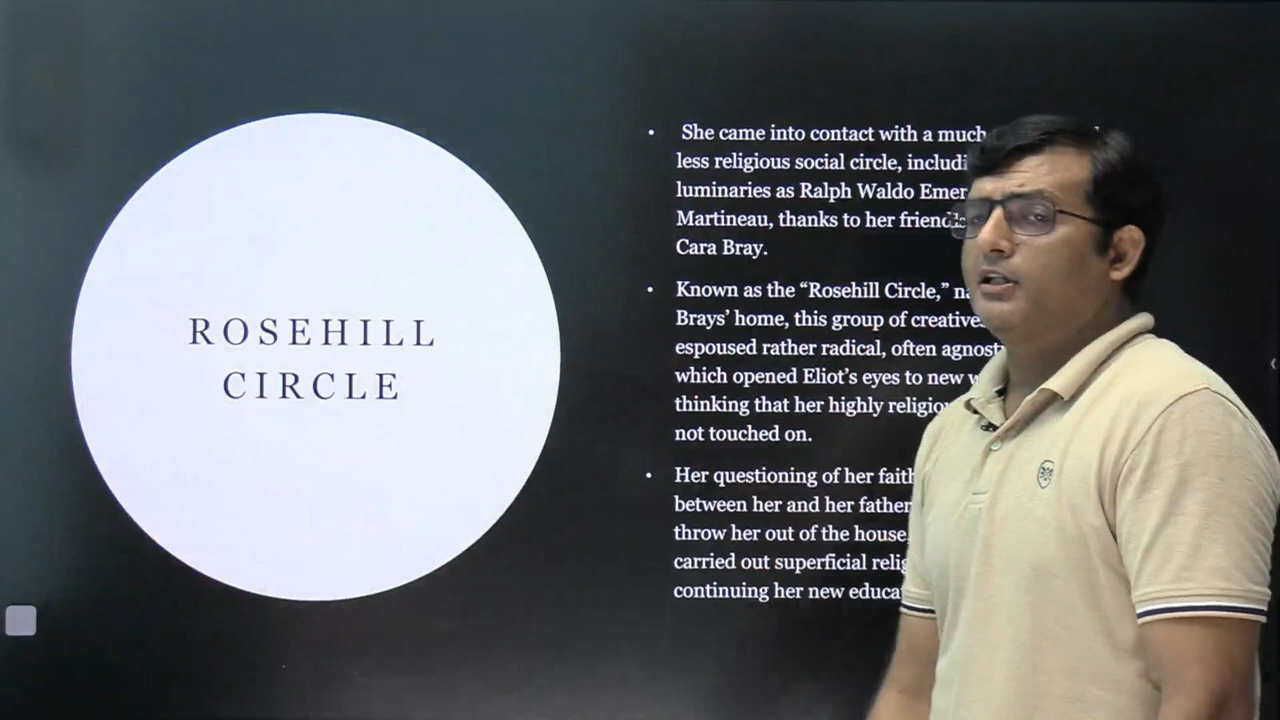 ROSEHILL
CIRCLE
• She came into contact with a much
less religious social circle, includi
luminaries as Ralph Waldo Emer
Martineau, thanks to her friends
Cara Bray.
• Known as the “Rosehill Circle,” na
Brays’ home, this group of creative
espoused rather radical, often agnost
which opened Eliot’s eyes to new w
thinking that her highly religio
not touched on.
• Her questioning of her faith
between her and her father
throw her out of the house
carried out superficial relig
continuing her new educa